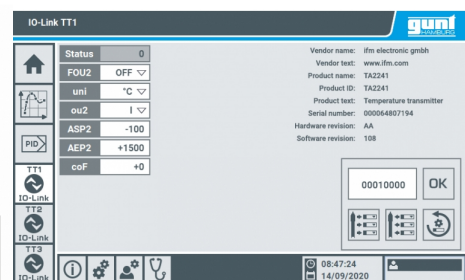 IO-Link TT1
gunt
HAMBURG
Status 0
FOU2 OFF
uni °C
ou2 I
ASP2 -100
AEP2 +1500
coF +0
Vendor name: ifm electronic gmbh
Vendor text: www.ifm.com
Product name: TA2241
Product ID: TA2241
Product text: Temperature transmitter
Serial number: 000064807194
Hardware revision: AA
Software revision: 108
PID
TT1
IO-Link
TT2
IO-Link
TT3
IO-Link
00010000 OK
08:47:24
14/09/2020